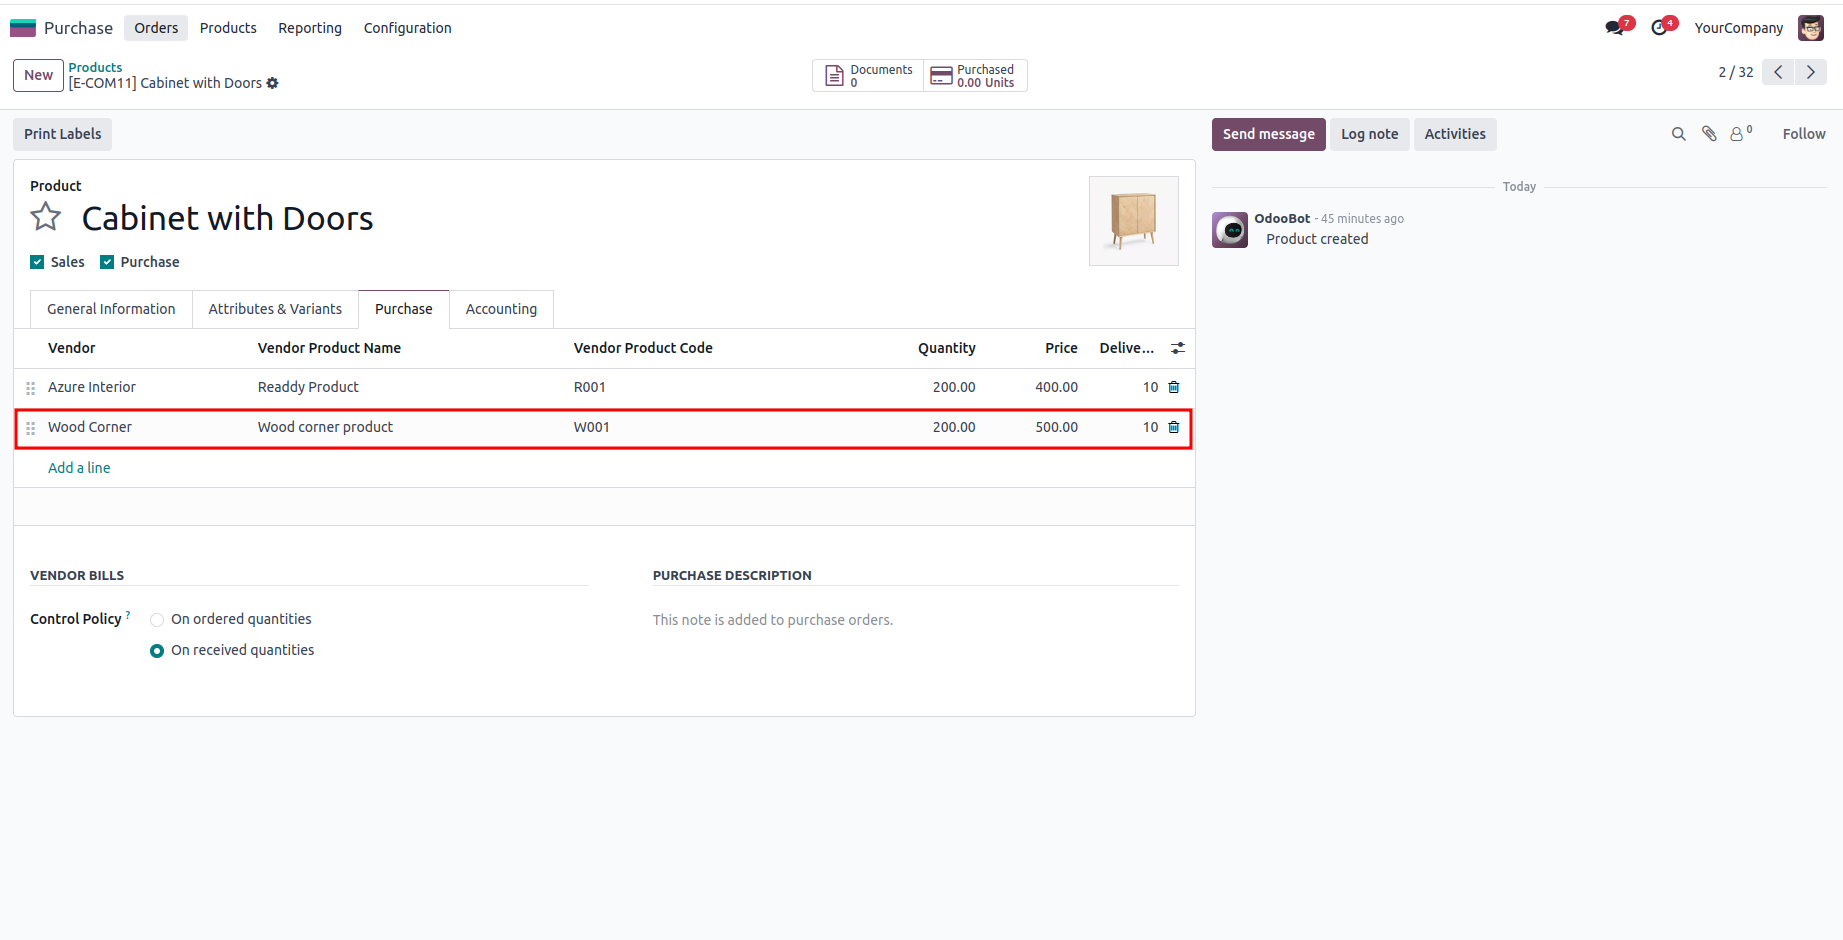 Purchase Orders Products Reporting Configuration 7 4 YourCompany
New Products
[E-COM11] Cabinet with Doors
Documents
0
Purchased
0.00 Units
2 / 32
Print Labels
Send message Log note Activities 0 Follow
Product
Cabinet with Doors
Sales Purchase
Today
OdooBot - 45 minutes ago
Product created
General Information Attributes & Variants Purchase Accounting
Vendor Vendor Product Name Vendor Product Code Quantity Price Delive...
Azure Interior Readdy Product R001 200.00 400.00 10
Wood Corner Wood corner product W001 200.00 500.00 10
Add a line
VENDOR BILLS
Control Policy ? On ordered quantities
On received quantities
PURCHASE DESCRIPTION
This note is added to purchase orders.